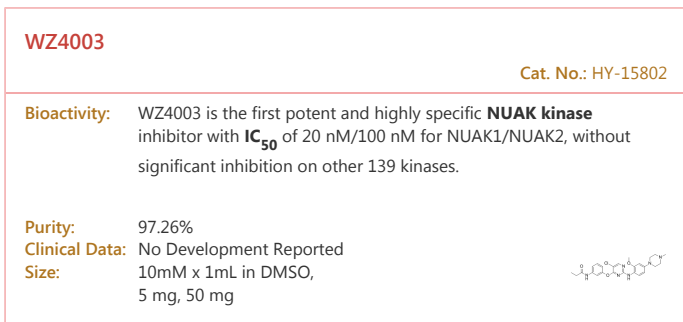 WZ4003
Cat. No.: HY-15802
Bioactivity: WZ4003 is the first potent and highly specific NUAK kinase
inhibitor with IC50 of 20 nM/100 nM for NUAK1/NUAK2, without
significant inhibition on other 139 kinases.
Purity: 97.26%
Clinical Data: No Development Reported
Size: 10mM x 1mL in DMSO,
5 mg, 50 mg